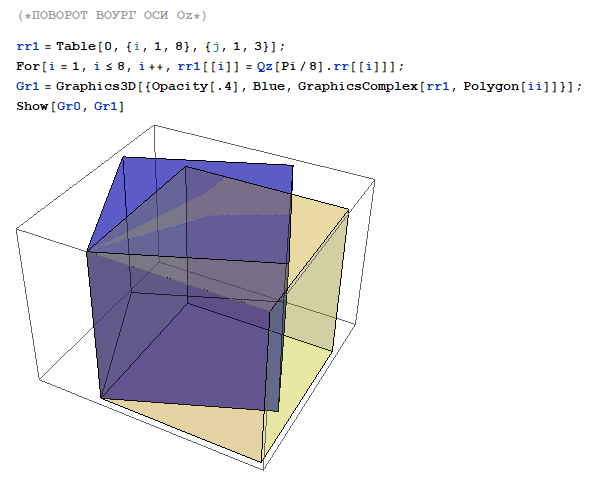 (*ПОВОРОТ ВОУРГ ОСИ Oz*)
rr1 = Table[0, {i, 1, 8}, {j, 1, 3}];
For[i = 1, i ≤ 8, i++, rr1[[i]] = Qz[Pi / 8].rr[[i]]];
Gr1 = Graphics3D[{Opacity[.4], Blue, GraphicsComplex[rr1, Polygon[ii]]}];
Show[Gr0, Gr1]